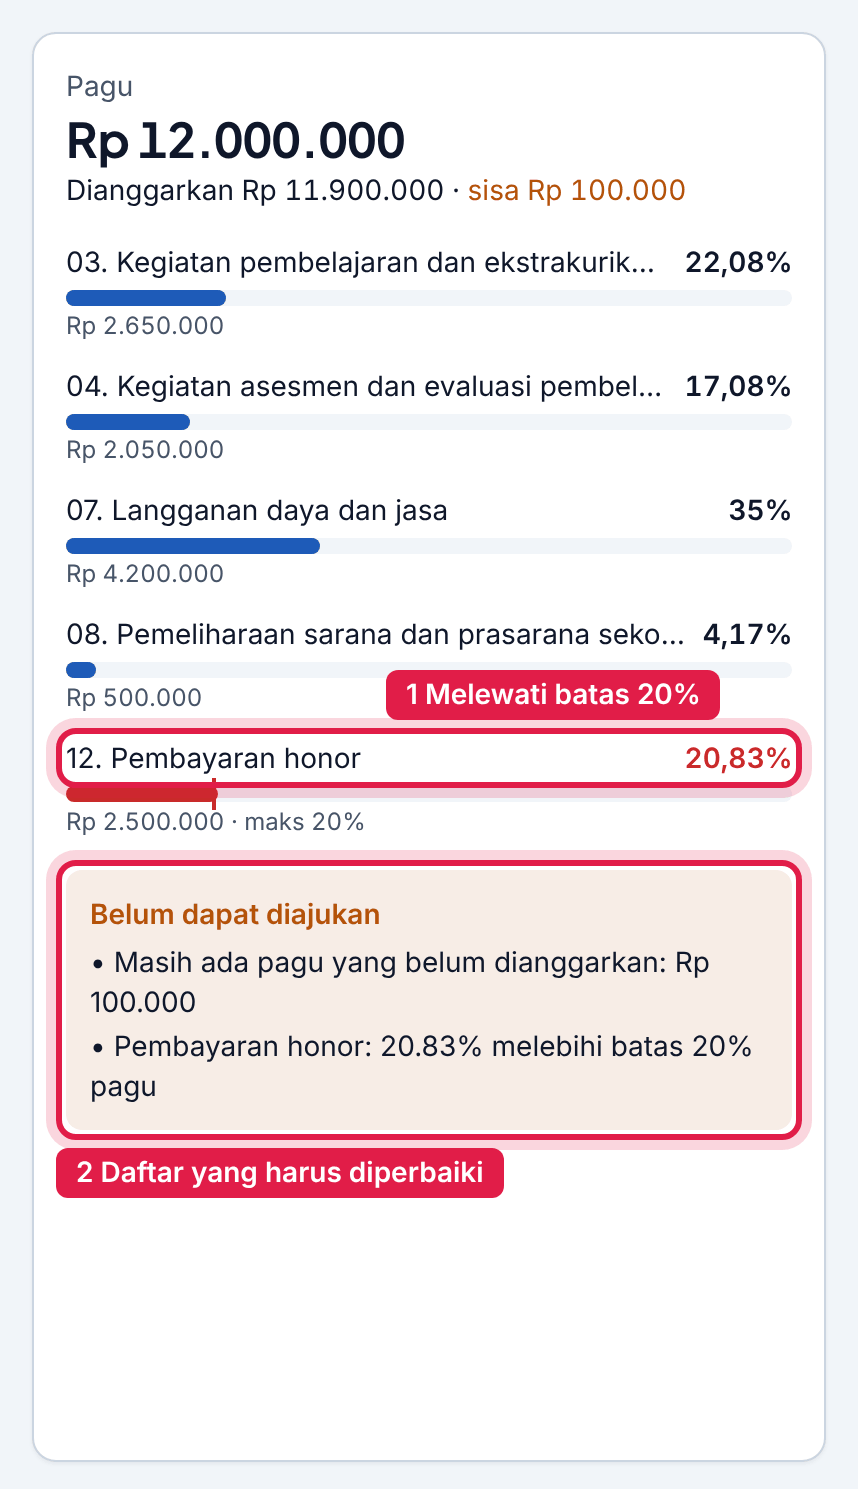 Pagu
Rp 12.000.000
Dianggarkan Rp 11.900.000 · sisa Rp 100.000
03. Kegiatan pembelajaran dan ekstrakurik... 22,08%
Rp 2.650.000
04. Kegiatan asesmen dan evaluasi pembel... 17,08%
Rp 2.050.000
07. Langganan daya dan jasa 35%
Rp 4.200.000
08. Pemeliharaan sarana dan prasarana seko... 4,17%
Rp 500.000
1 Melewati batas 20%
12. Pembayaran honor 20,83%
Rp 2.500.000 · maks 20%
Belum dapat diajukan
• Masih ada pagu yang belum dianggarkan: Rp
100.000
• Pembayaran honor: 20.83% melebihi batas 20%
pagu
2 Daftar yang harus diperbaiki